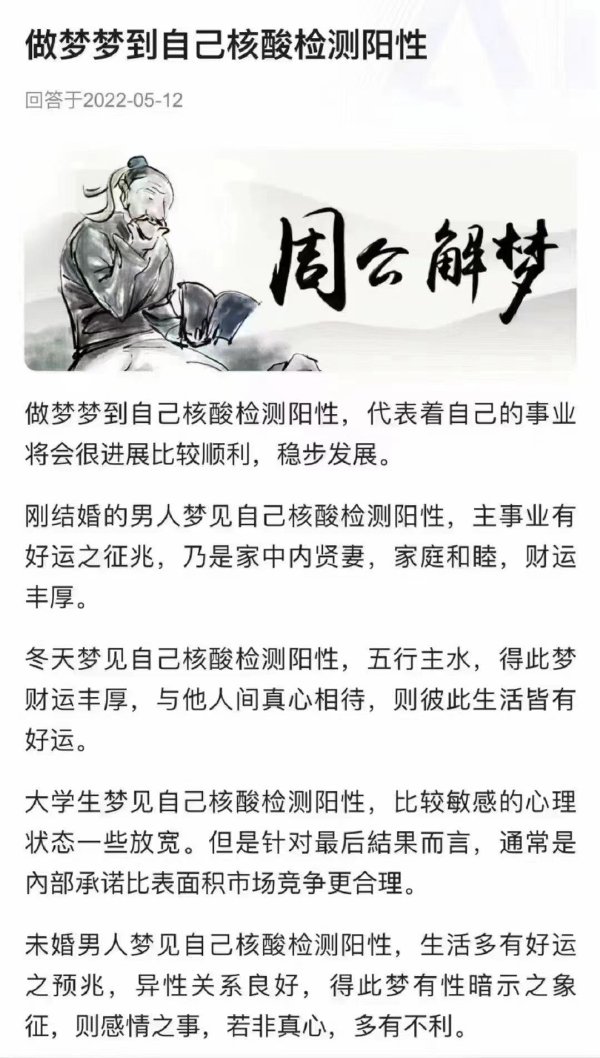 做梦梦到自己核酸检测阳性
回答于2022-05-12
周公解梦
做梦梦到自己核酸检测阳性，代表着自己的事业
将会很进展比较顺利，稳步发展。
刚结婚的男人梦见自己核酸检测阳性，主事业有
好运之征兆，乃是家中内贤妻，家庭和睦，财运
丰厚。
冬天梦见自己核酸检测阳性，五行主水，得此梦
财运丰厚，与他人间真心相待，则彼此生活皆有
好运。
大学生梦见自己核酸检测阳性，比较敏感的心理
状态一些放宽。但是针对最后結果而言，通常是
內部承诺比表面积市场竞争更合理。
未婚男人梦见自己核酸检测阳性，生活多有好运
之预兆，异性关系良好，得此梦有性暗示之象
征，则感情之事，若非真心，多有不利。